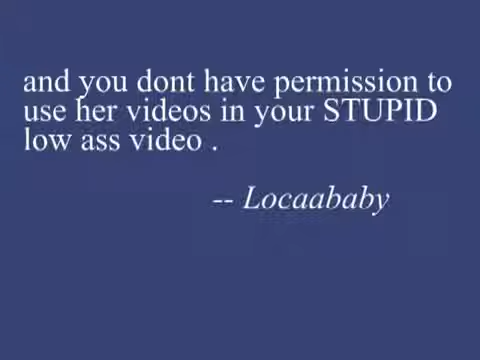 and you dont have permission to
use her videos in your STUPID
low ass video .
-- Locaababy